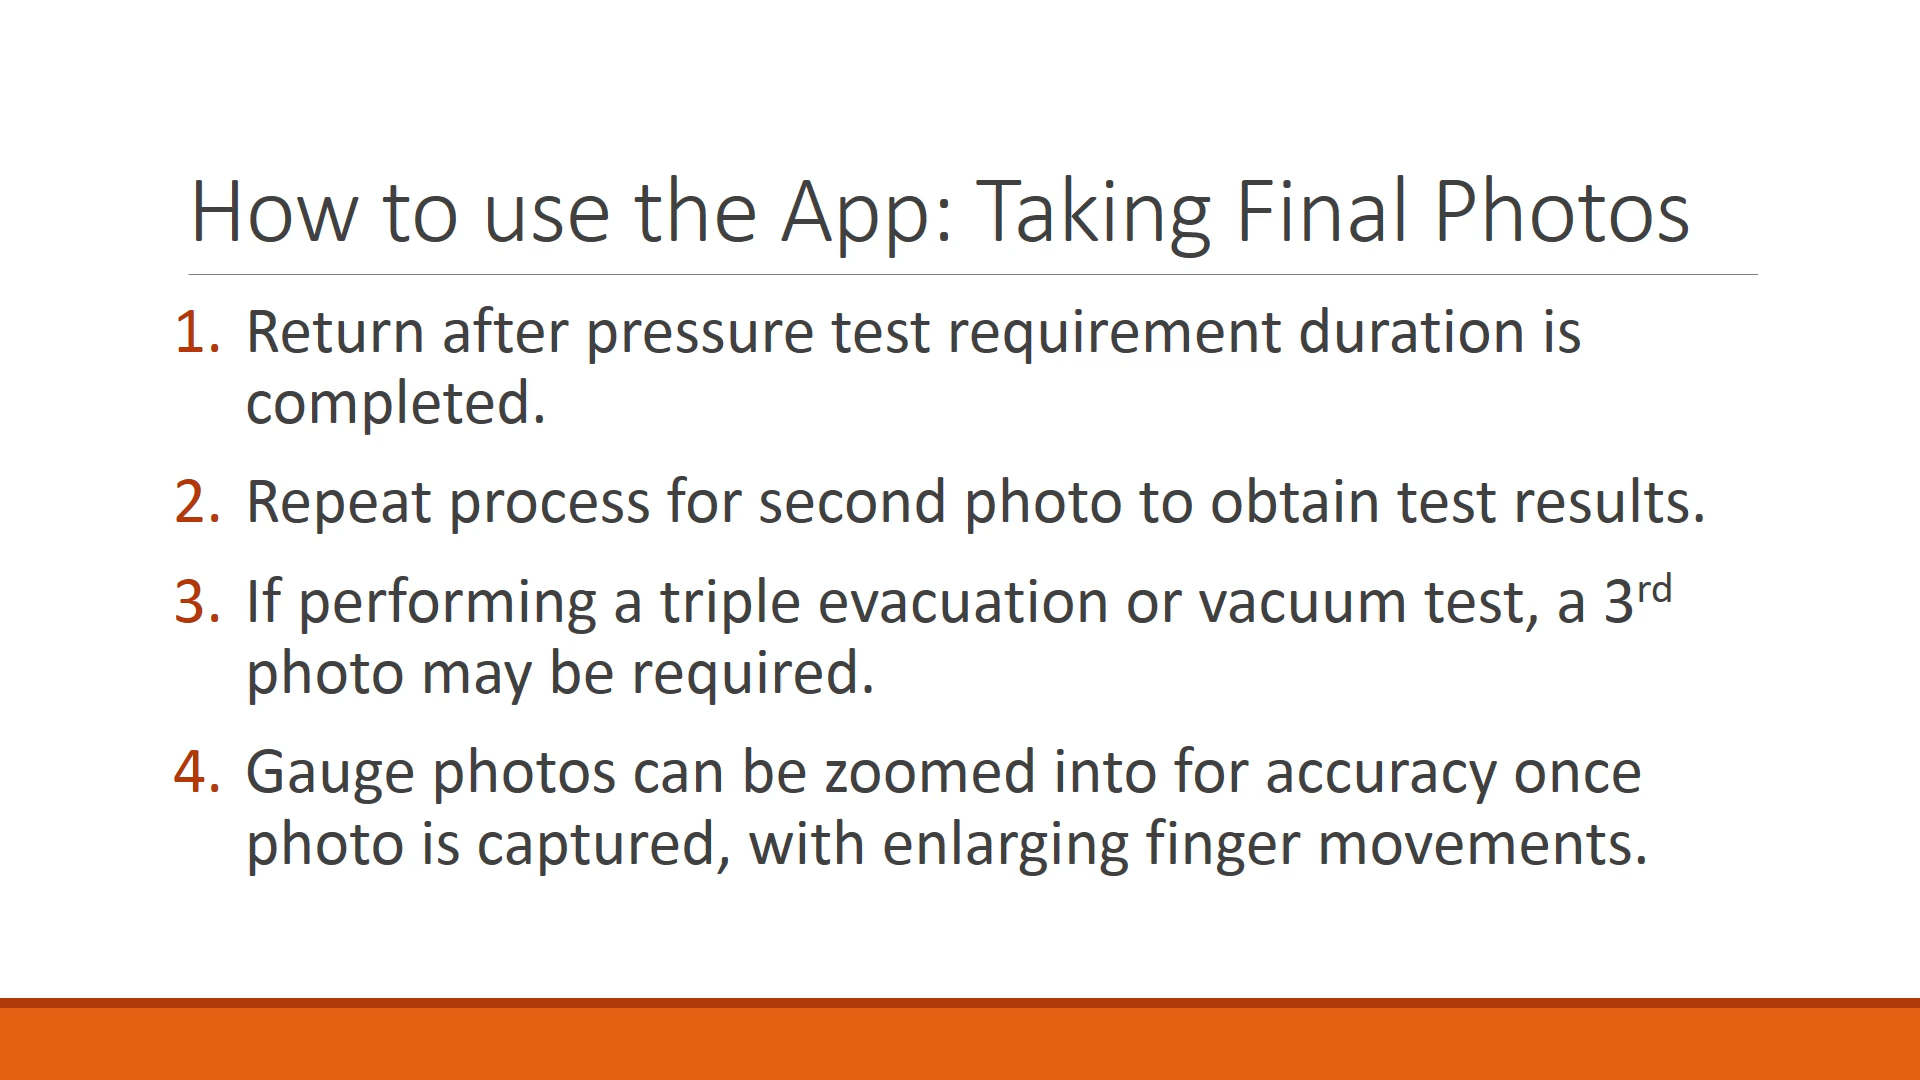 How to use the App: Taking Final Photos
1. Return after pressure test requirement duration is
completed.
2. Repeat process for second photo to obtain test results.
3. If performing a triple evacuation or vacuum test, a 3rd
photo may be required.
4. Gauge photos can be zoomed into for accuracy once
photo is captured, with enlarging finger movements.